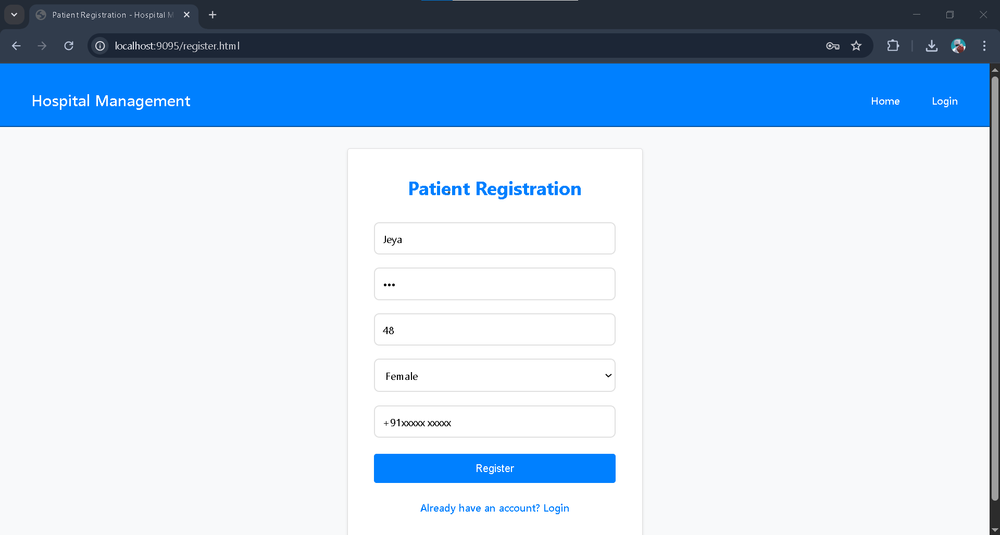 Patient Registration - Hospital M
localhost:9095/register.html
Hospital Management
Home
Login
Patient Registration
Jeya
•••
48
Female
+91xxxxx xxxxx
Register
Already have an account? Login